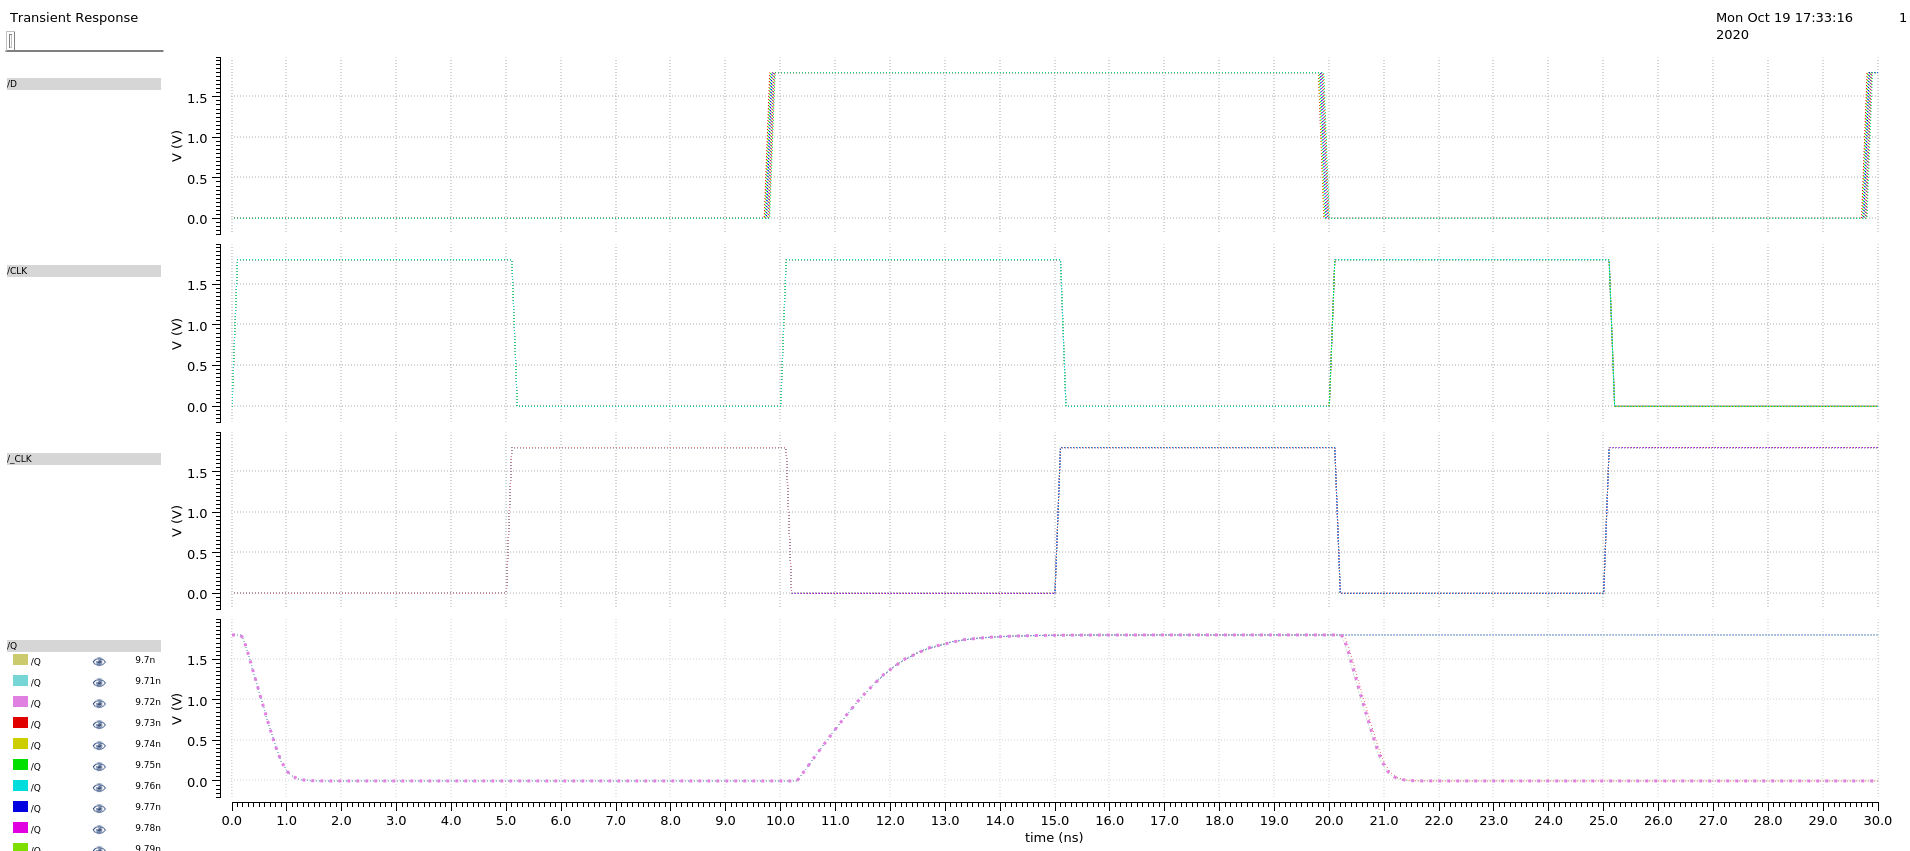 Transient Response
Mon Oct 19 17:33:16 1
2020
/D
V (V)
1.5
1.0
0.5
0.0
/CLK
V (V)
1.5
1.0
0.5
0.0
/_CLK
V (V)
1.5
1.0
0.5
0.0
/Q
/Q 9.7n
/Q 9.71n
/Q 9.72n
/Q 9.73n
/Q 9.74n
/Q 9.75n
/Q 9.76n
/Q 9.77n
/Q 9.78n
/Q 9.79n
V (V)
1.5
1.0
0.5
0.0
0.0 1.0 2.0 3.0 4.0 5.0 6.0 7.0 8.0 9.0 10.0 11.0 12.0 13.0 14.0 15.0 16.0 17.0 18.0 19.0 20.0 21.0 22.0 23.0 24.0 25.0 26.0 27.0 28.0 29.0 30.0
time (ns)